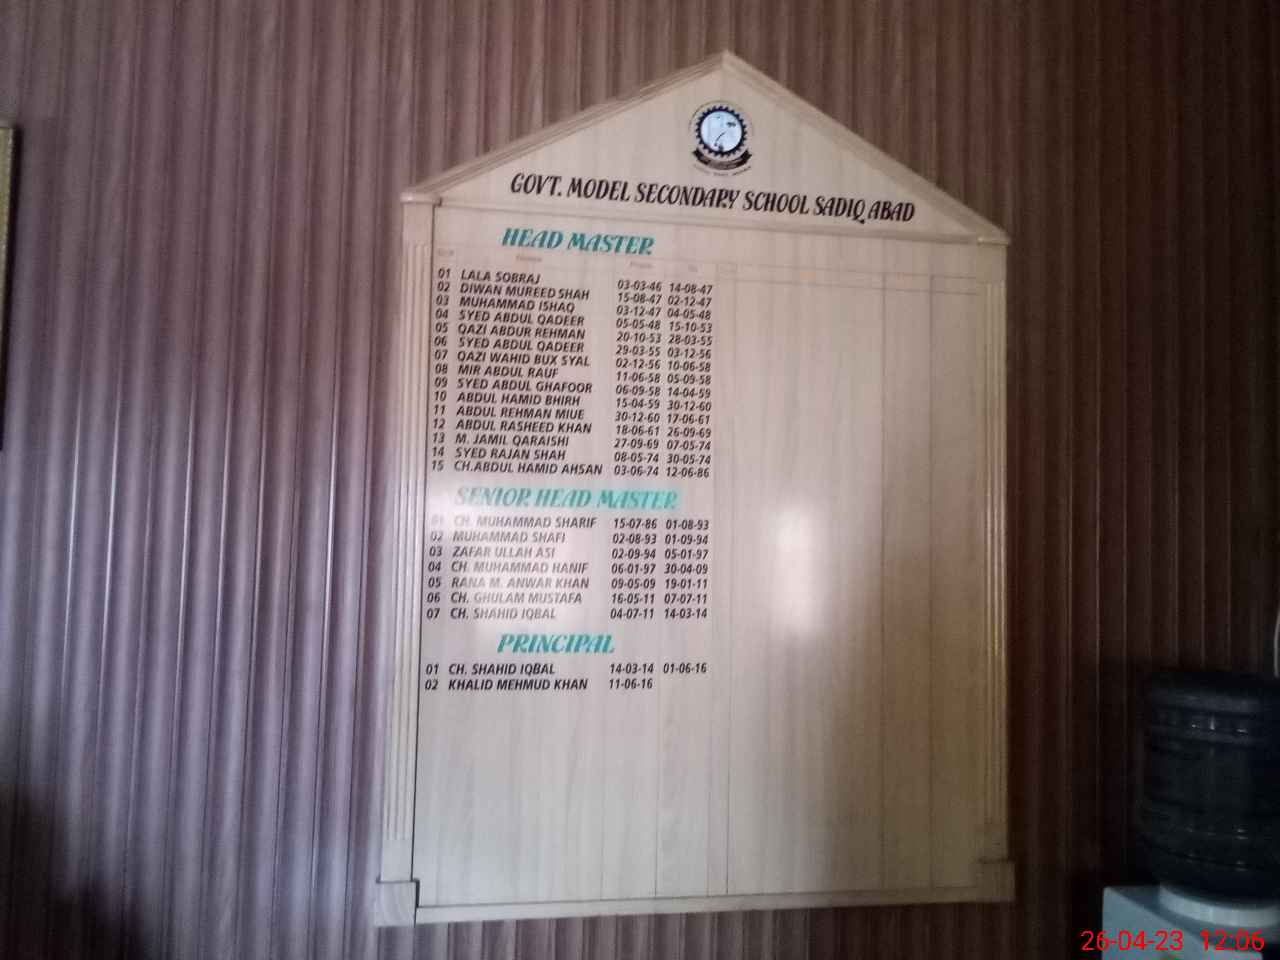 GOVT. MODEL SECONDARY SCHOOL SADIQ ABAD
HEAD MASTER
01 LALA SOBRAJ 03-03-46 14-08-47
02 DIWAN MUREED SHAH 15-08-47 02-12-47
03 MUHAMMAD ISHAQ 03-12-47 04-05-48
04 SYED ABDUL QADEER 05-05-48 15-10-53
05 QAZI ABDUR REHMAN 20-10-53 28-03-55
06 SYED ABDUL QADEER 29-03-55 03-12-56
07 QAZI WAHID BUX SYAL 02-12-56 10-06-58
08 MIR ABDUL RAUF 11-06-58 05-09-58
09 SYED ABDUL GHAFOOR 06-09-58 14-04-59
10 ABDUL HAMID BHIRH 15-04-59 30-12-60
11 ABDUL REHMAN MIUE 30-12-60 17-06-61
12 ABDUL RASHEED KHAN 18-06-61 26-09-69
13 M. JAMIL QARAISHI 27-09-69 07-05-74
14 SYED RAJAN SHAH 08-05-74 30-05-74
15 CH.ABDUL HAMID AHSAN 03-06-74 12-06-86
SENIOR HEAD MASTER
01 CH. MUHAMMAD SHARIF 15-07-86 01-08-93
02 MUHAMMAD SHAFI 02-08-93 01-09-94
03 ZAFAR ULLAH ASI 02-09-94 05-01-97
04 CH. MUHAMMAD HANIF 06-01-97 30-04-09
05 RANA M. ANWAR KHAN 09-05-09 19-01-11
06 CH. GHULAM MUSTAFA 16-05-11 07-07-11
07 CH. SHAHID IQBAL 04-07-11 14-03-14
PRINCIPAL
01 CH. SHAHID IQBAL 14-03-14 01-06-16
02 KHALID MEHMUD KHAN 11-06-16
26-04-23 12:06